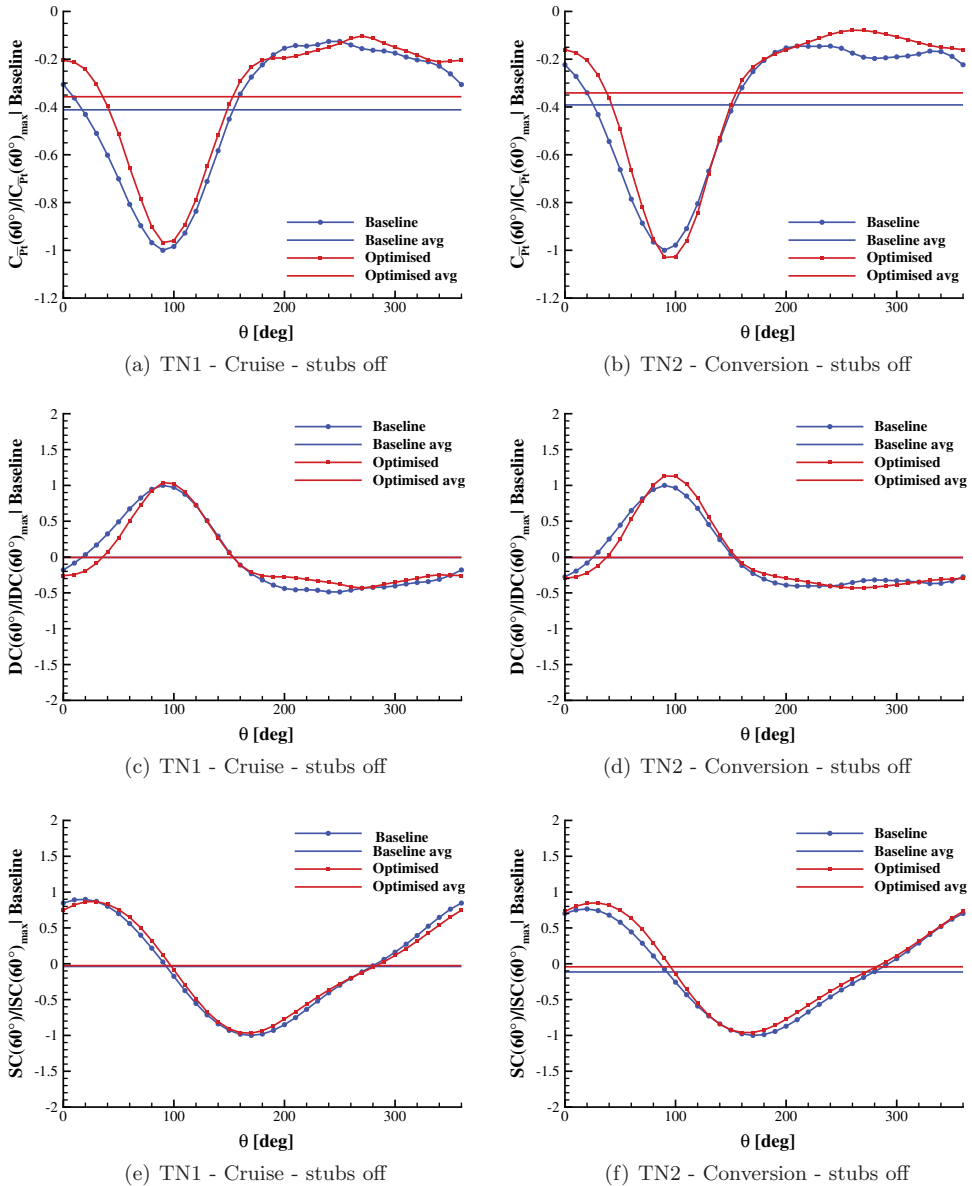 0
-0.2
-0.4
-0.6
-0.8
-1
-1.2
0 100 200 300
θ [deg]
C_P̅t(60°)/|C_P̅t(60°)_max| Baseline
Baseline
Baseline avg
Optimised
Optimised avg
(a) TN1 - Cruise - stubs off
0
-0.2
-0.4
-0.6
-0.8
-1
-1.2
0 100 200 300
θ [deg]
C_P̅t(60°)/|C_P̅t(60°)_max| Baseline
Baseline
Baseline avg
Optimised
Optimised avg
(b) TN2 - Conversion - stubs off
2
1.5
1
0.5
0
-0.5
-1
-1.5
-2
0 100 200 300
θ [deg]
DC(60°)/|DC(60°)_max| Baseline
Baseline
Baseline avg
Optimised
Optimised avg
(c) TN1 - Cruise - stubs off
2
1.5
1
0.5
0
-0.5
-1
-1.5
-2
0 100 200 300
θ [deg]
DC(60°)/|DC(60°)_max| Baseline
Baseline
Baseline avg
Optimised
Optimised avg
(d) TN2 - Conversion - stubs off
2
1.5
1
0.5
0
-0.5
-1
-1.5
-2
0 100 200 300
θ [deg]
SC(60°)/|SC(60°)_max| Baseline
Baseline
Baseline avg
Optimised
Optimised avg
(e) TN1 - Cruise - stubs off
2
1.5
1
0.5
0
-0.5
-1
-1.5
-2
0 100 200 300
θ [deg]
SC(60°)/|SC(60°)_max| Baseline
Baseline
Baseline avg
Optimised
Optimised avg
(f) TN2 - Conversion - stubs off